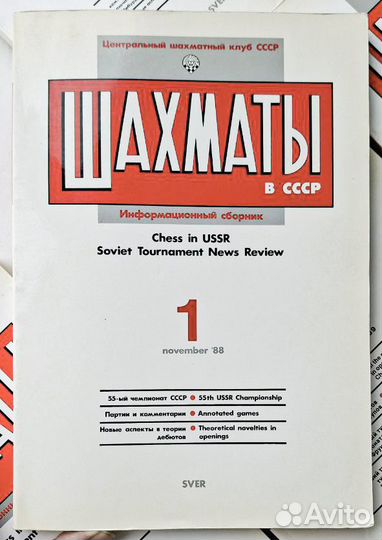 Центральный шахматный клуб СССР
ШАХМАТЫ
В СССР
Информационный сборник
Chess in USSR
Soviet Tournament News Review
1
november '88
55-ый чемпионат СССР ● 55th USSR Championship
Партии и комментарии ● Annotated games
Новые аспекты в теории дебютов ● Theoretical novelties in openings
SVER
Avito